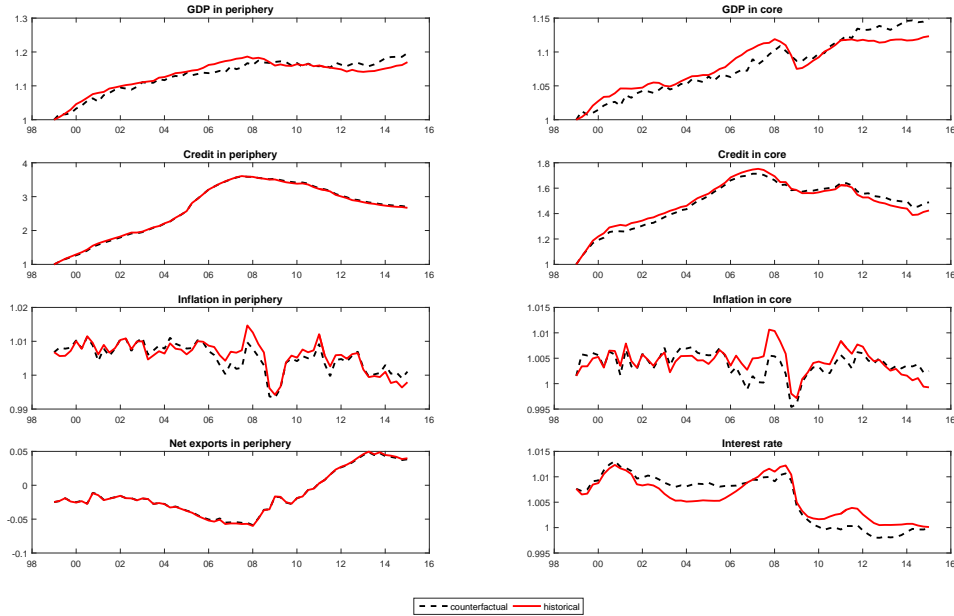 GDP in periphery
1.3
1.2
1.1
1
98 00 02 04 06 08 10 12 14 16
GDP in core
1.15
1.1
1.05
1
98 00 02 04 06 08 10 12 14 16
Credit in periphery
4
3
2
1
98 00 02 04 06 08 10 12 14 16
Credit in core
1.8
1.6
1.4
1.2
1
98 00 02 04 06 08 10 12 14 16
Inflation in periphery
1.02
1.01
1
0.99
98 00 02 04 06 08 10 12 14 16
Inflation in core
1.015
1.01
1.005
1
0.995
98 00 02 04 06 08 10 12 14 16
Net exports in periphery
0.05
0
-0.05
-0.1
98 00 02 04 06 08 10 12 14 16
Interest rate
1.015
1.01
1.005
1
0.995
98 00 02 04 06 08 10 12 14 16
counterfactual historical